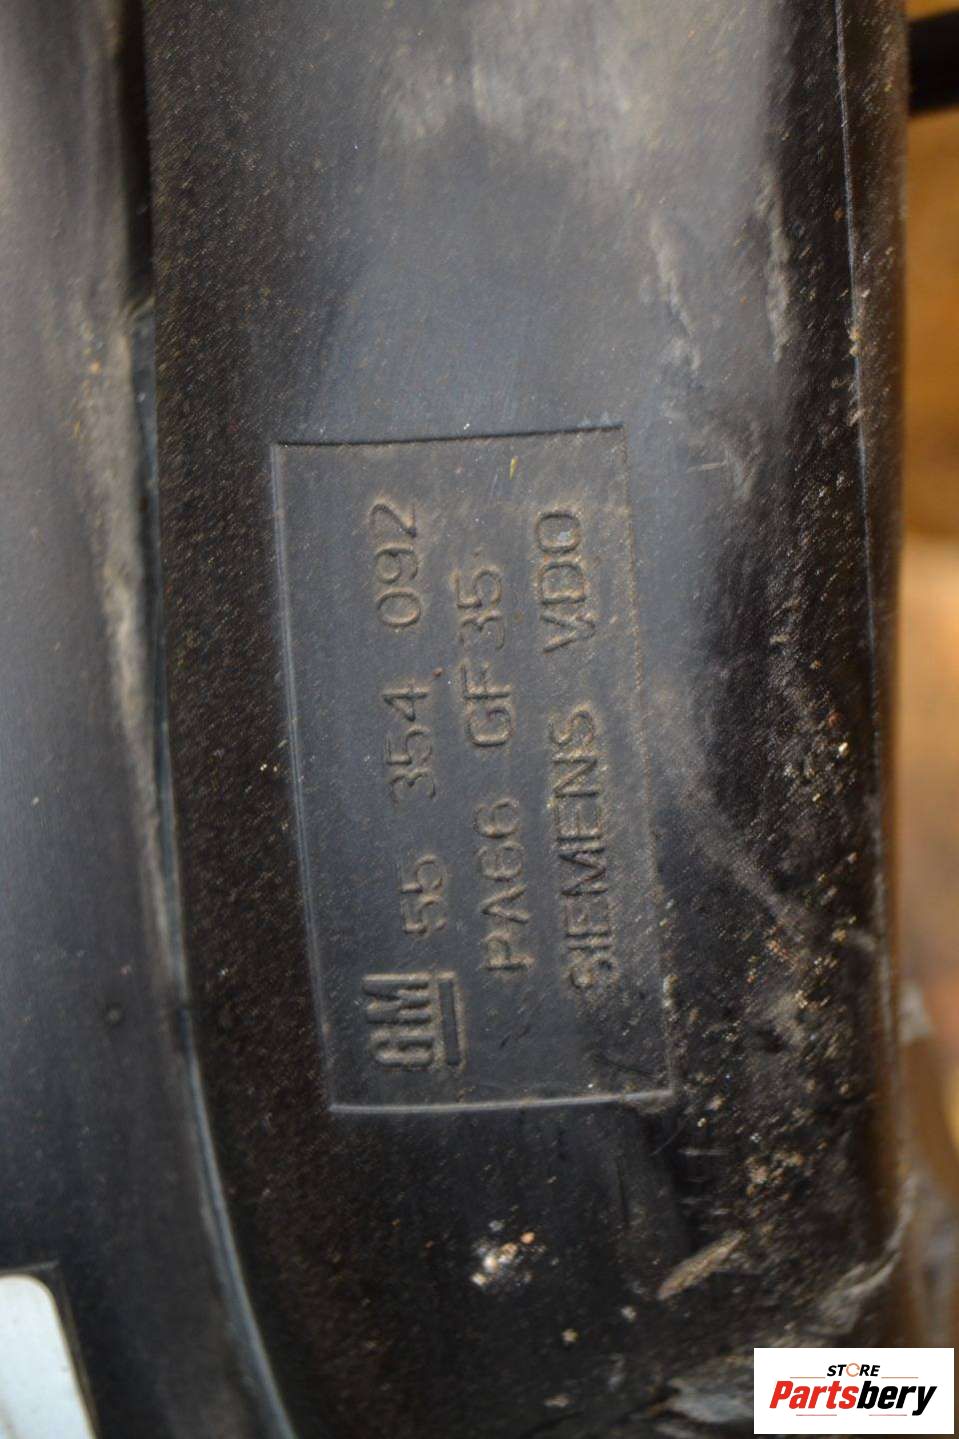 GM 55 354 092
PA66 GF35
SIEMENS VDO
STORE
Partsbery